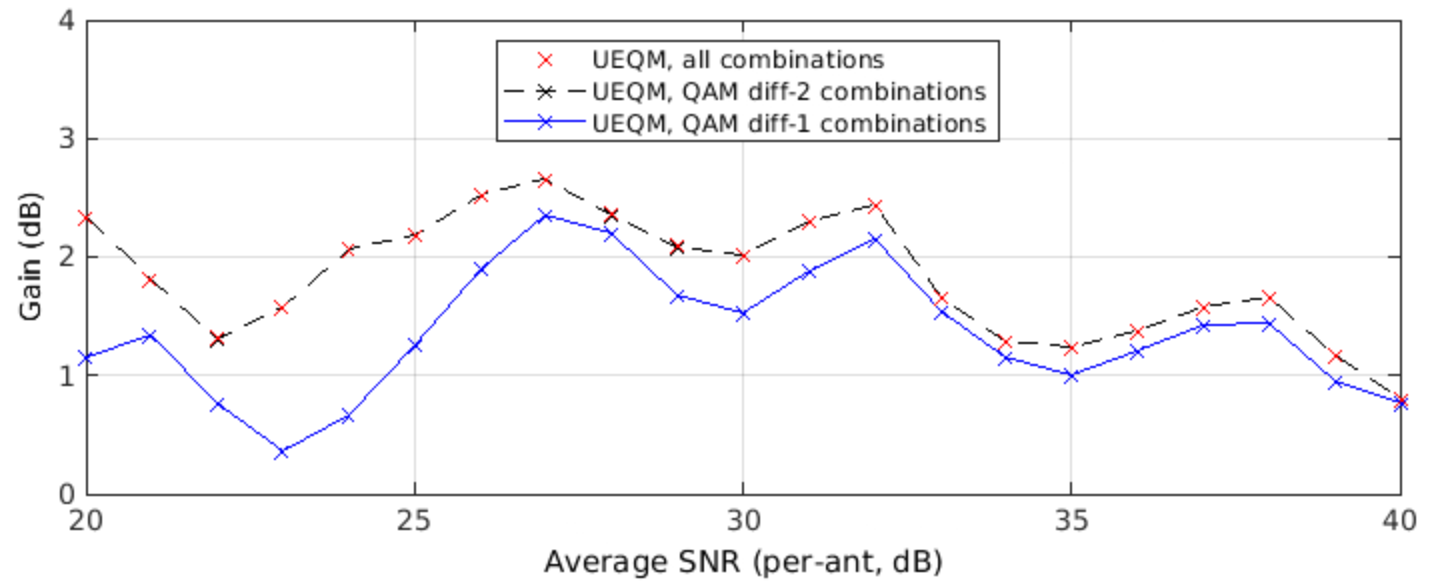 4
UEQM, all combinations
UEQM, QAM diff-2 combinations
UEQM, QAM diff-1 combinations
3
2
1
0
Gain (dB)
20 25 30 35 40
Average SNR (per-ant, dB)